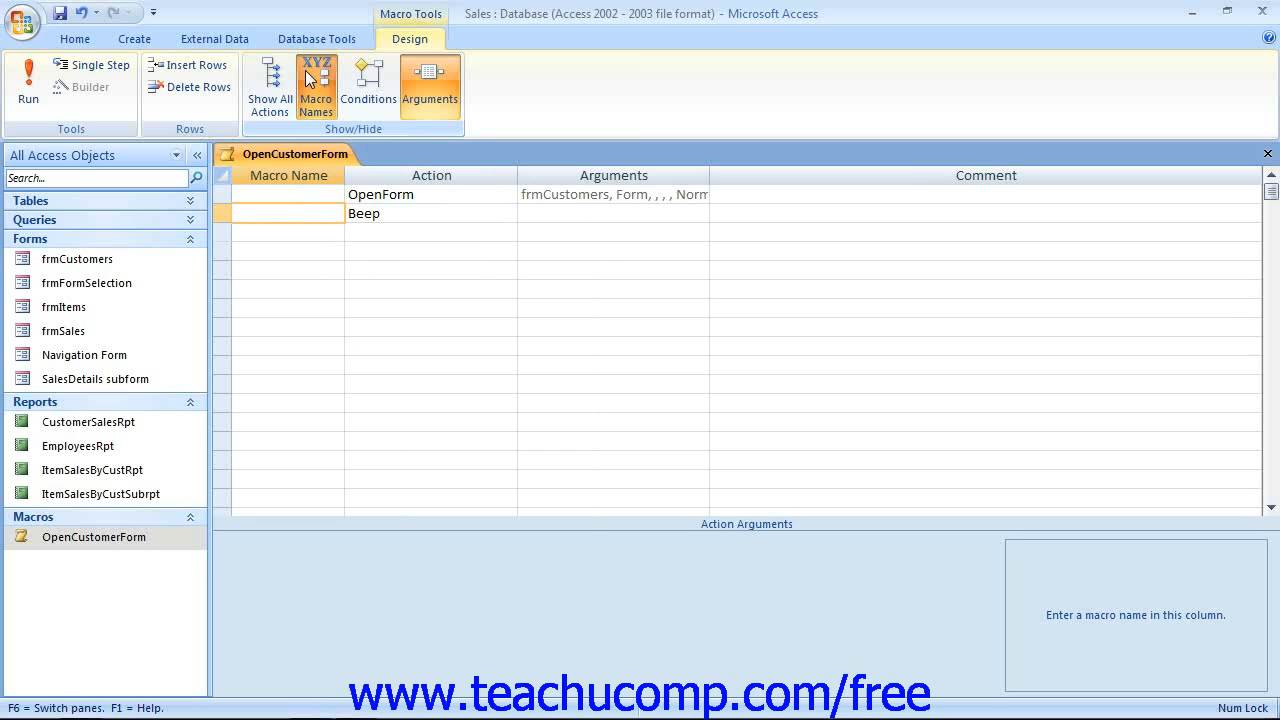 Macro Tools
Sales : Database (Access 2002 - 2003 file format) - Microsoft Access
Home
Create
External Data
Database Tools
Design
Run
Single Step
Builder
Tools
Insert Rows
Delete Rows
Rows
Show All
Actions
XYZ
Macro
Names
Conditions
Arguments
Show/Hide
All Access Objects
Search...
Tables
Queries
Forms
frmCustomers
frmFormSelection
frmItems
frmSales
Navigation Form
SalesDetails subform
Reports
CustomerSalesRpt
EmployeesRpt
ItemSalesByCustRpt
ItemSalesByCustSubrpt
Macros
OpenCustomerForm
OpenCustomerForm
Macro Name Action Arguments Comment
OpenForm frmCustomers, Form, , , , Norm
Beep
Action Arguments
Enter a macro name in this column.
www.teachucomp.com/free
F6 = Switch panes. F1 = Help. Num Lock